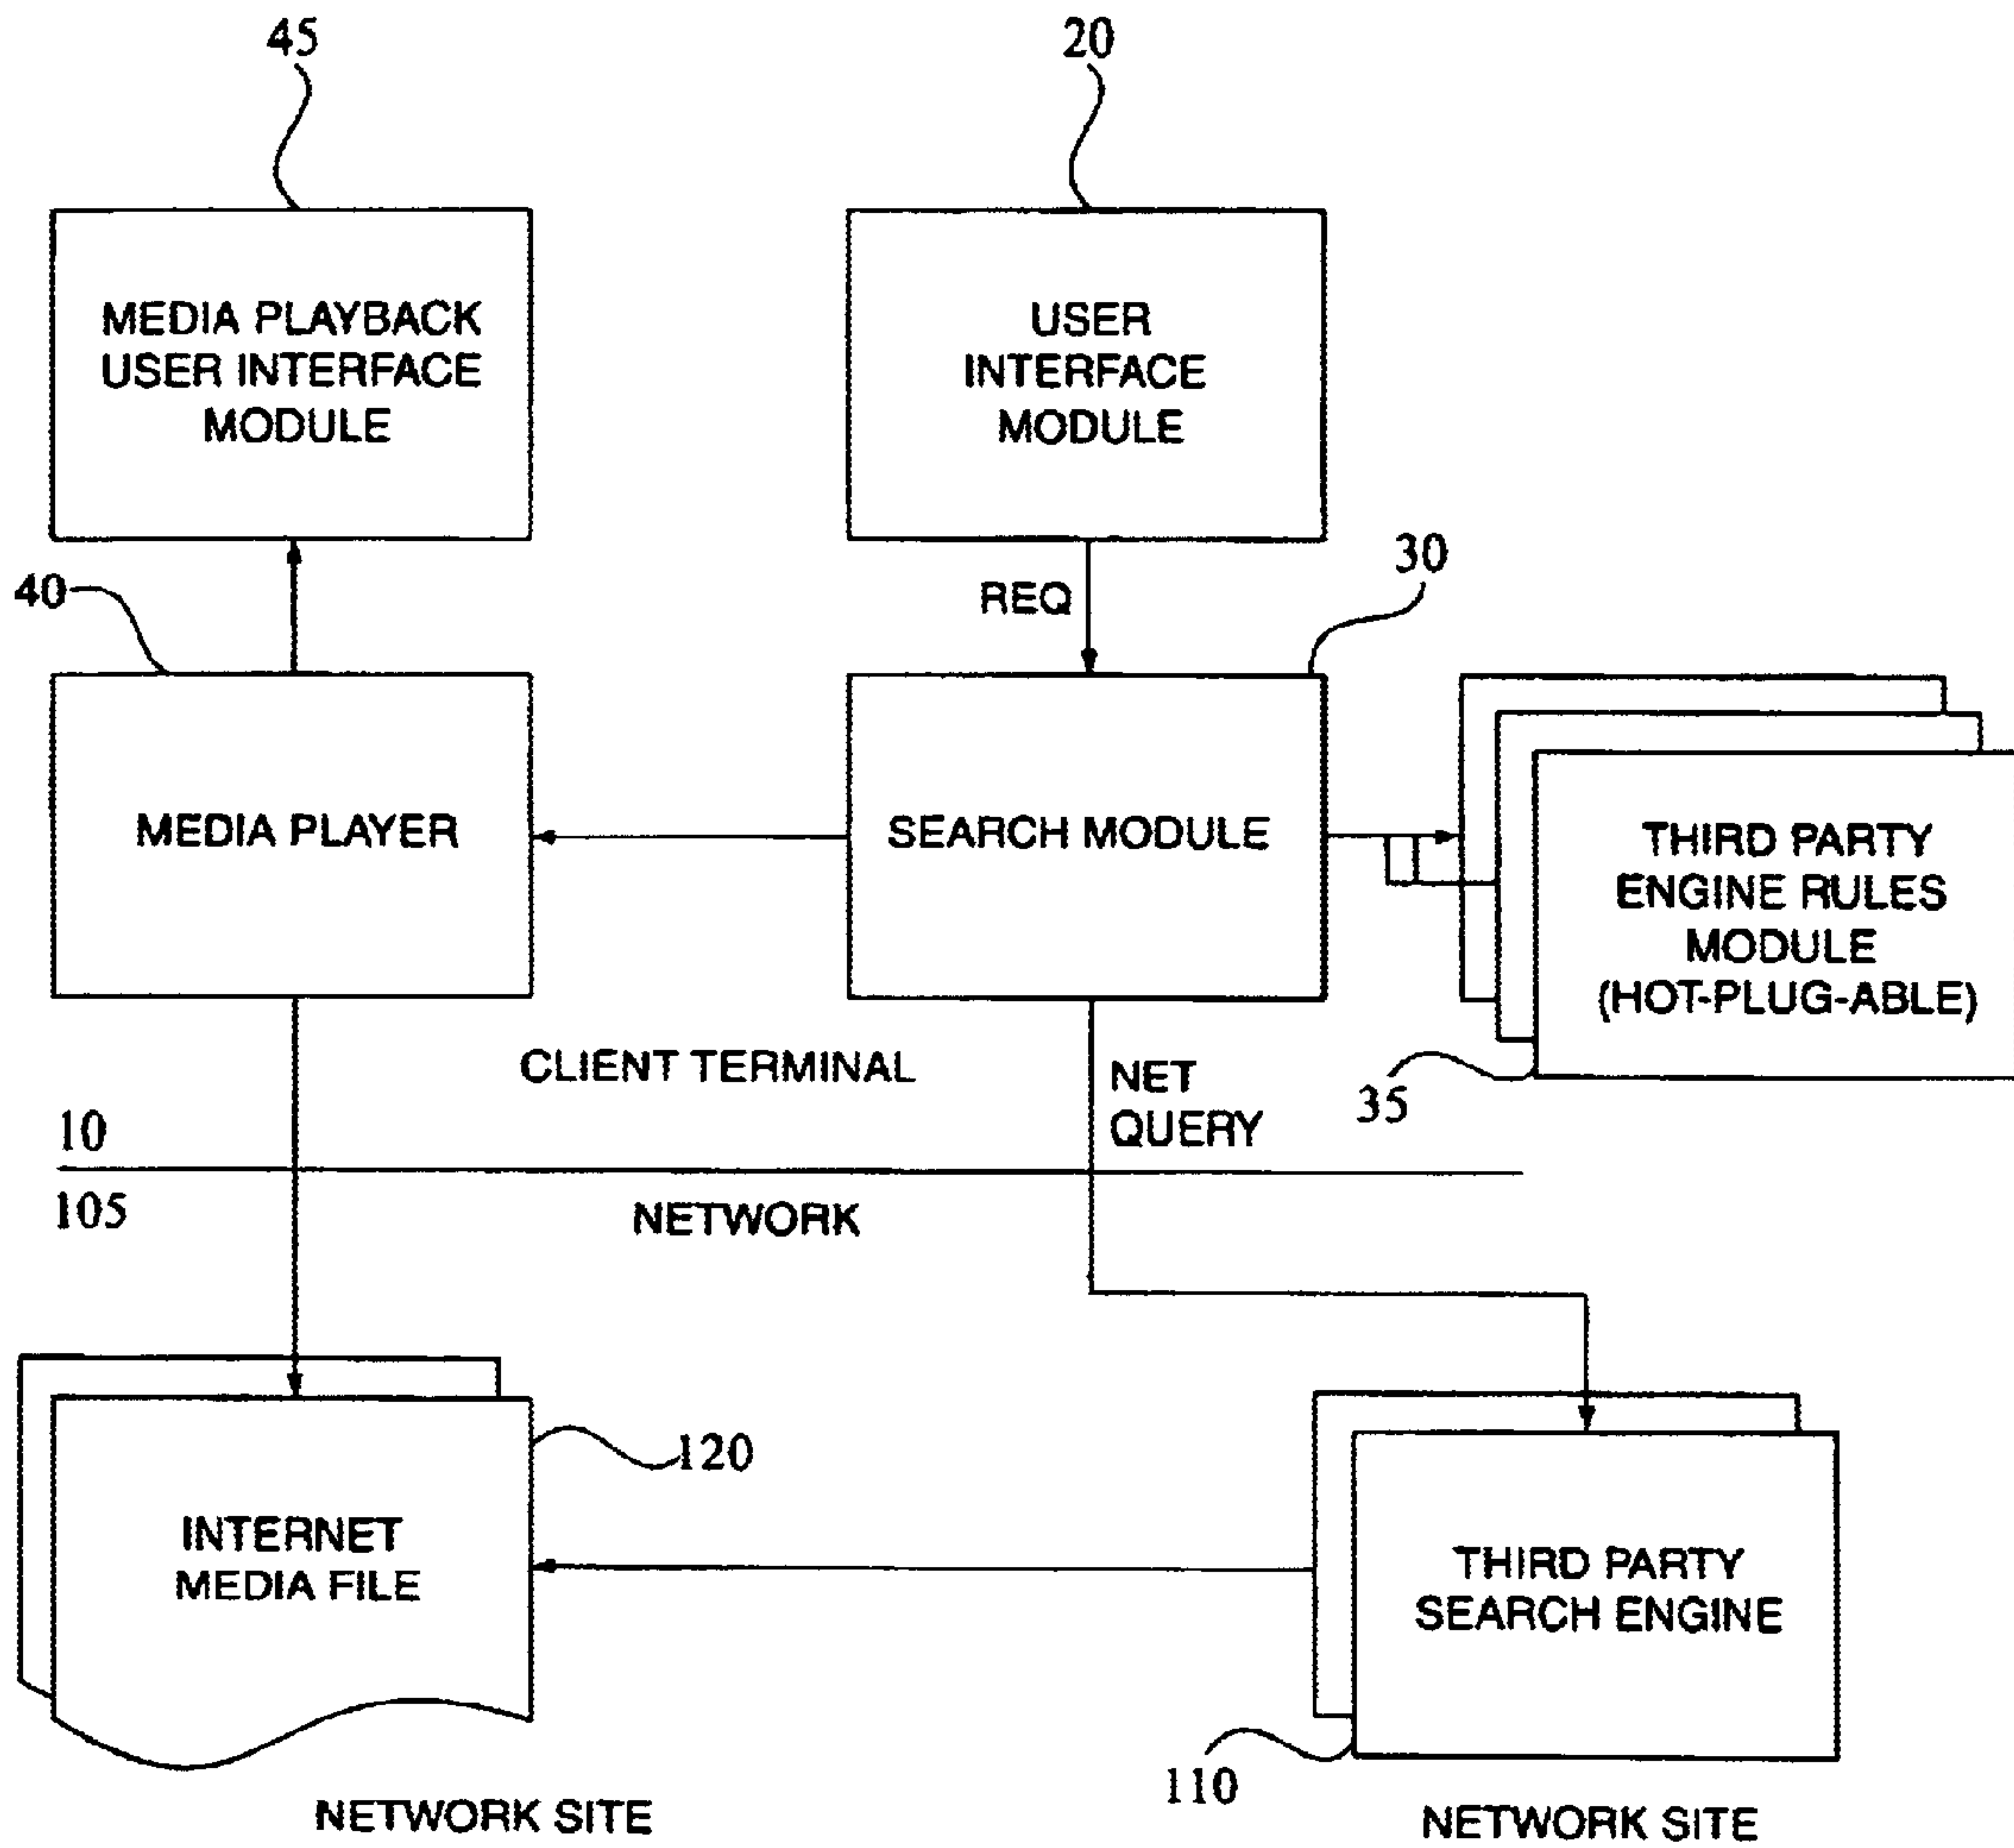 45
20
MEDIA PLAYBACK
USER INTERFACE
MODULE
USER
INTERFACE
MODULE
40
REQ
30
MEDIA PLAYER
SEARCH MODULE
THIRD PARTY
ENGINE RULES
MODULE
(HOT-PLUG-ABLE)
35
CLIENT TERMINAL
NET
QUERY
10
105
NETWORK
120
INTERNET
MEDIA FILE
THIRD PARTY
SEARCH ENGINE
110
NETWORK SITE
NETWORK SITE